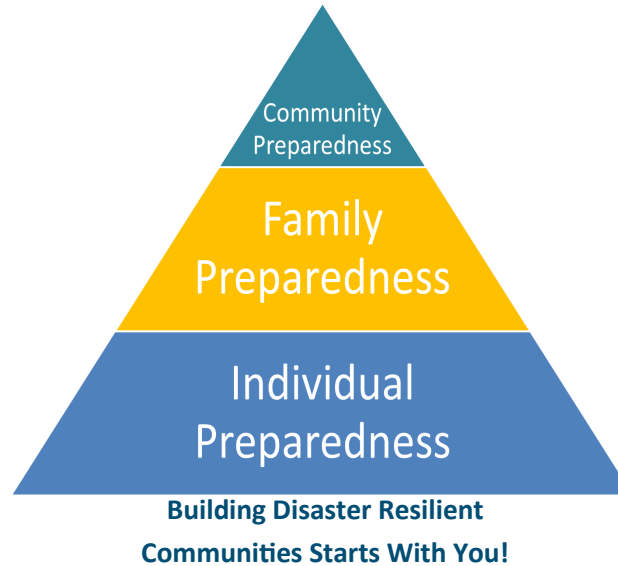 Community
Preparedness
Family
Preparedness
Individual
Preparedness
Building Disaster Resilient
Communities Starts With You!